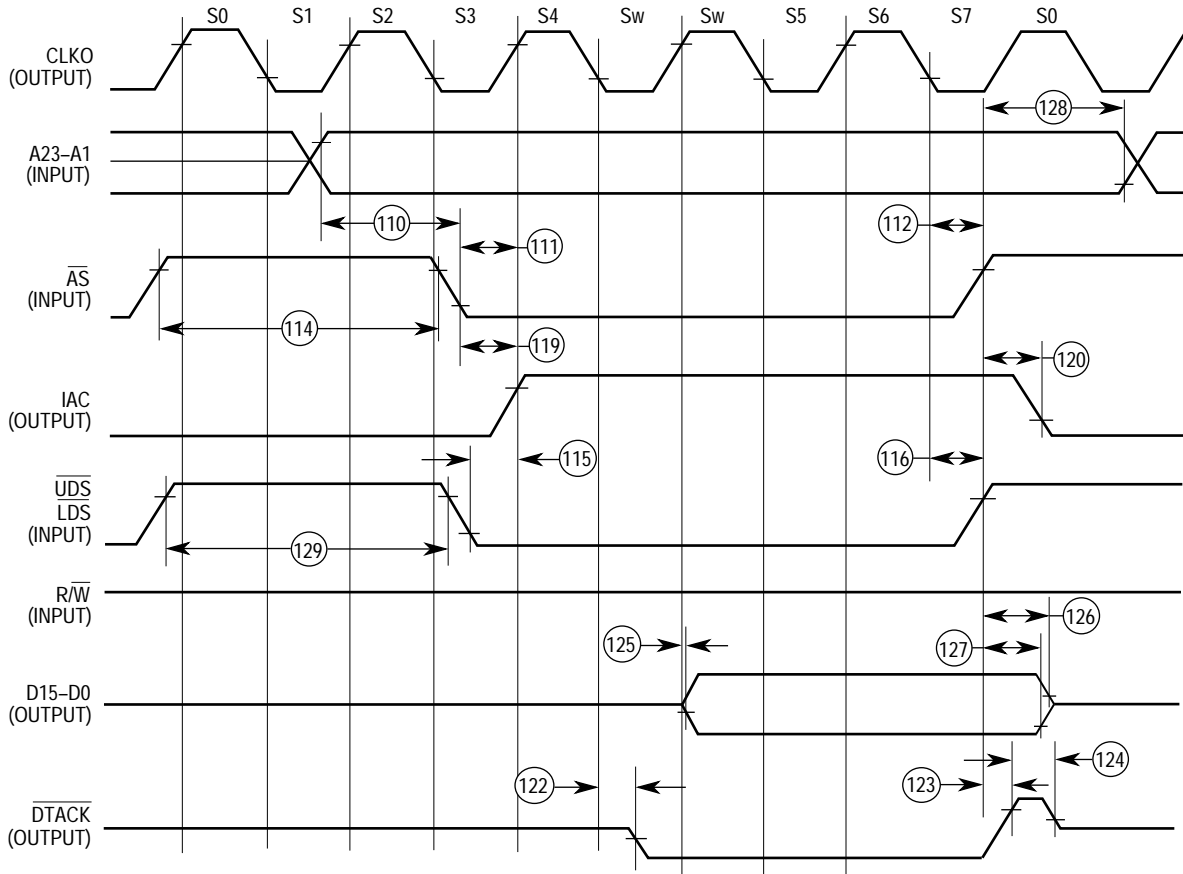 S0 S1 S2 S3 S4 Sw Sw S5 S6 S7 S0
CLKO
(OUTPUT)
128
A23–A1
(INPUT)
110
112
111
AS
(INPUT)
114
119
120
IAC
(OUTPUT)
115
116
UDS
LDS
(INPUT)
129
R/W
(INPUT)
126
125
127
D15–D0
(OUTPUT)
124
122
123
DTACK
(OUTPUT)